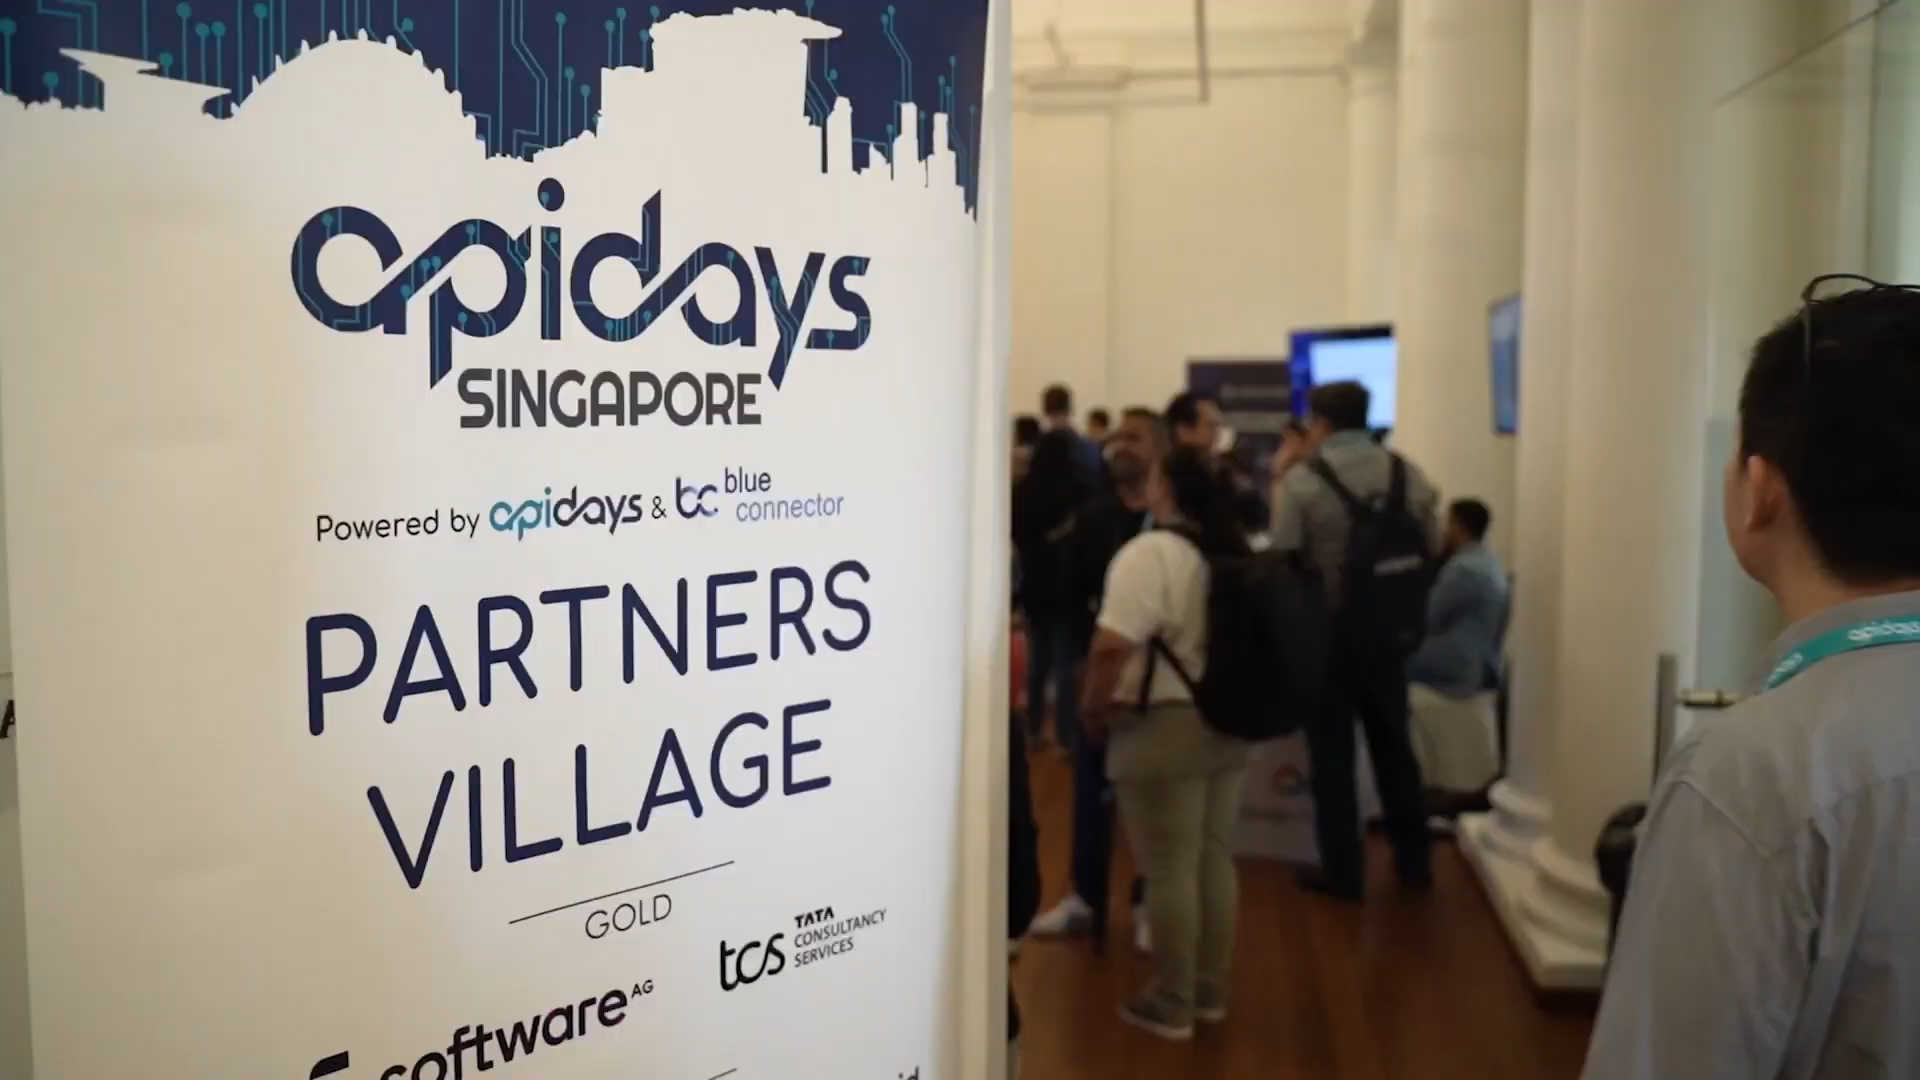 apidays
SINGAPORE
Powered by apidays & bc blue connector
PARTNERS
VILLAGE
GOLD
tcs TATA CONSULTANCY SERVICES
software AG
apidays